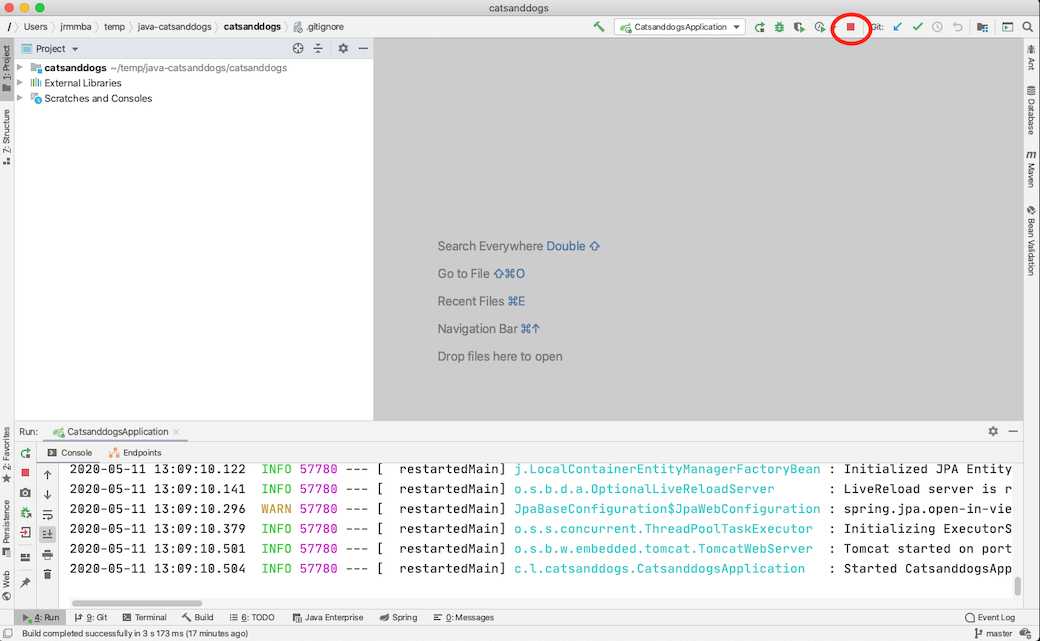 catsanddogs
/ Users jrmmba temp java-catsanddogs catsanddogs .gitignore CatsanddogsApplication Git:
Project
catsanddogs ~/temp/java-catsanddogs/catsanddogs
External Libraries
Scratches and Consoles
1: Project
7: Structure
2: Favorites
Persistence
Web
Ant
Database
m Maven
Bean Validation
Search Everywhere Double ⇧
Go to File ⇧⌘O
Recent Files ⌘E
Navigation Bar ⌘↑
Drop files here to open
Run: CatsanddogsApplication
Console Endpoints
2020-05-11 13:09:10.122 INFO 57780 --- [ restartedMain] j.LocalContainerEntityManagerFactoryBean : Initialized JPA Entity
2020-05-11 13:09:10.141 INFO 57780 --- [ restartedMain] o.s.b.d.a.OptionalLiveReloadServer : LiveReload server is r
2020-05-11 13:09:10.296 WARN 57780 --- [ restartedMain] JpaBaseConfiguration$JpaWebConfiguration : spring.jpa.open-in-vie
2020-05-11 13:09:10.379 INFO 57780 --- [ restartedMain] o.s.s.concurrent.ThreadPoolTaskExecutor : Initializing ExecutorS
2020-05-11 13:09:10.501 INFO 57780 --- [ restartedMain] o.s.b.w.embedded.tomcat.TomcatWebServer : Tomcat started on port
2020-05-11 13:09:10.504 INFO 57780 --- [ restartedMain] c.l.catsanddogs.CatsanddogsApplication : Started CatsanddogsApp
4: Run 9: Git Terminal Build 6: TODO Java Enterprise Spring 0: Messages Event Log
Build completed successfully in 3 s 173 ms (17 minutes ago) master